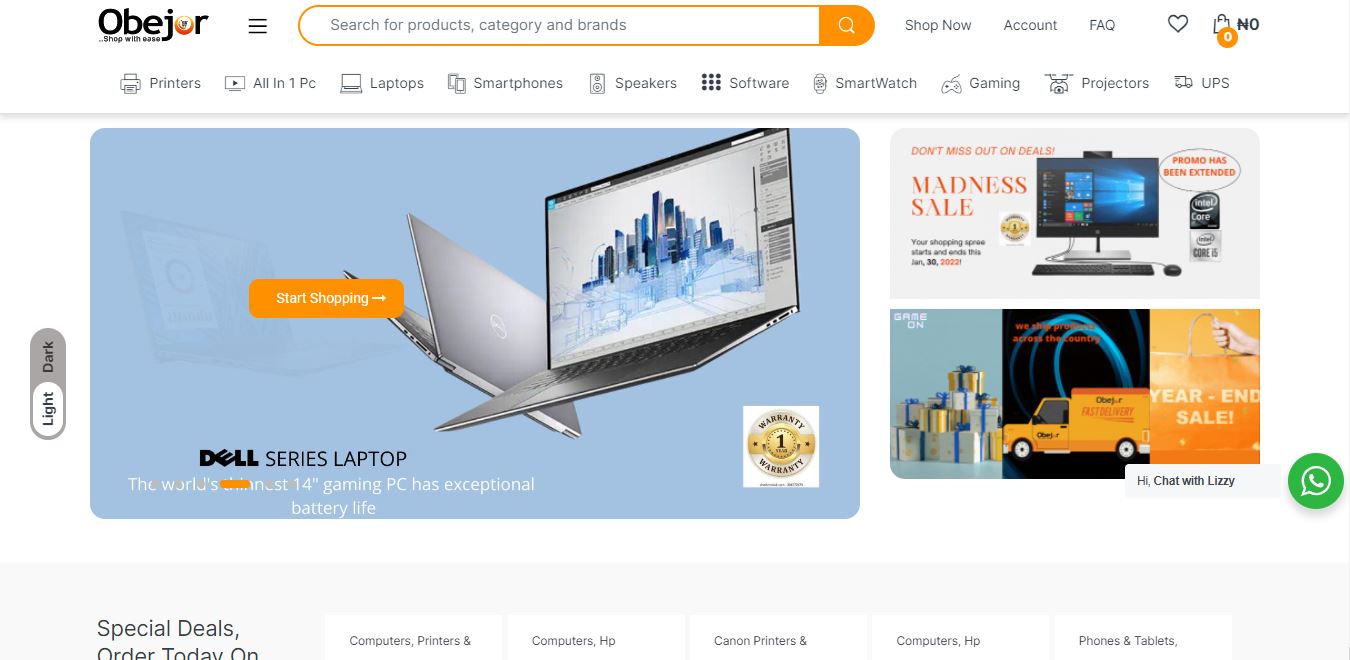 Obejor
..Shop with ease
Search for products, category and brands
Shop Now
Account
FAQ
₦0
0
Printers
All In 1 Pc
Laptops
Smartphones
Speakers
Software
SmartWatch
Gaming
Projectors
UPS
Start Shopping
DELL SERIES LAPTOP
The world's thinnest 14" gaming PC has exceptional
battery life
WARRANTY
1
YEAR
WARRANTY
DON'T MISS OUT ON DEALS!
PROMO HAS
BEEN EXTENDED
MADNESS
SALE
Your shopping spree
starts and ends this
Jan, 30, 2022!
intel
Core
intel
CORE i5
GAME
ON
we ship products
across the country
Obejor
FAST DELIVERY
Obejor
YEAR - END
SALE!
Dark
Light
Hi, Chat with Lizzy
Special Deals,
Order Today On
Computers, Printers &
Computers, Hp
Canon Printers &
Computers, Hp
Phones & Tablets,